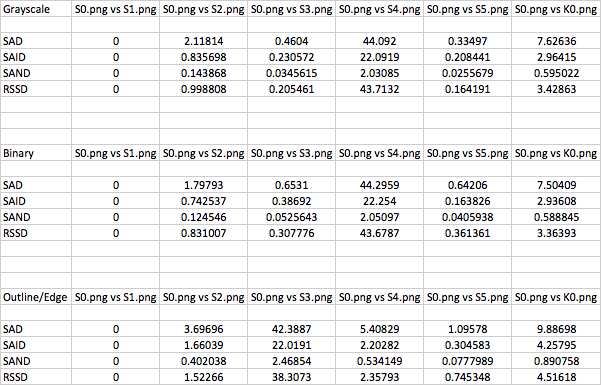 Grayscale S0.png vs S1.png S0.png vs S2.png S0.png vs S3.png S0.png vs S4.png S0.png vs S5.png S0.png vs K0.png
SAD 0 2.11814 0.4604 44.092 0.33497 7.62636
SAID 0 0.835698 0.230572 22.0919 0.208441 2.96415
SAND 0 0.143868 0.0345615 2.03085 0.0255679 0.595022
RSSD 0 0.998808 0.205461 43.7132 0.164191 3.42863
Binary S0.png vs S1.png S0.png vs S2.png S0.png vs S3.png S0.png vs S4.png S0.png vs S5.png S0.png vs K0.png
SAD 0 1.79793 0.6531 44.2959 0.64206 7.50409
SAID 0 0.742537 0.38692 22.254 0.163826 2.93608
SAND 0 0.124546 0.0525643 2.05097 0.0405938 0.588845
RSSD 0 0.831007 0.307776 43.6787 0.361361 3.36393
Outline/Edge S0.png vs S1.png S0.png vs S2.png S0.png vs S3.png S0.png vs S4.png S0.png vs S5.png S0.png vs K0.png
SAD 0 3.69696 42.3887 5.40829 1.09578 9.88698
SAID 0 1.66039 22.0191 2.20282 0.304583 4.25795
SAND 0 0.402038 2.46854 0.534149 0.0777989 0.890758
RSSD 0 1.52266 38.3073 2.35793 0.745348 4.51618